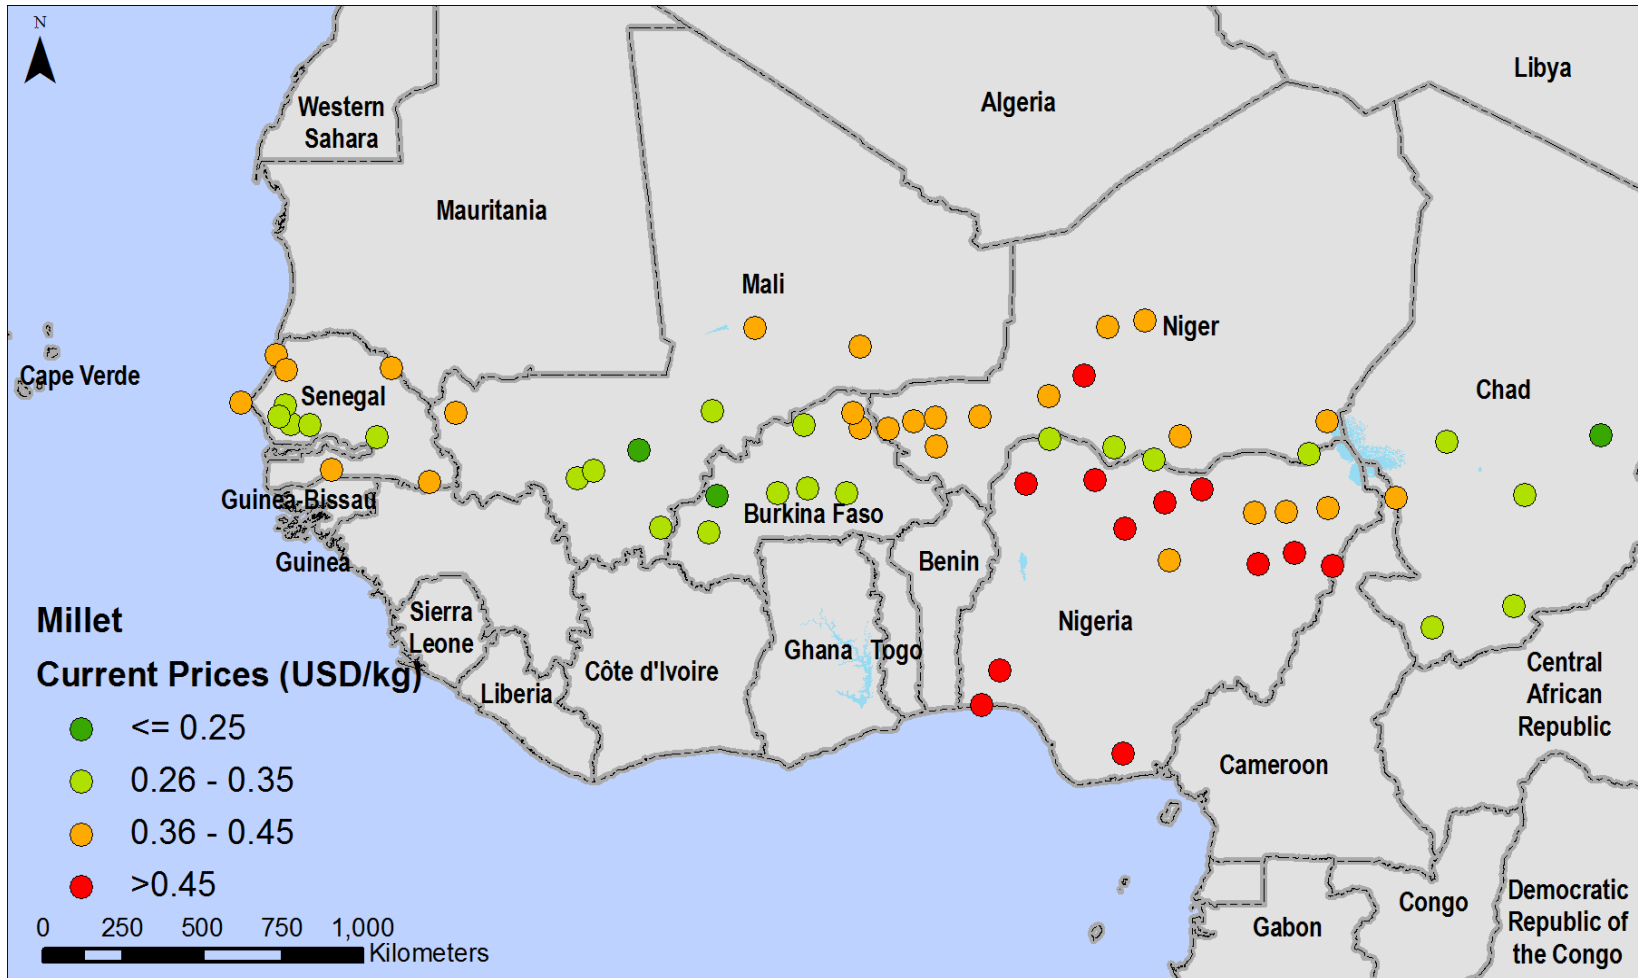 N
Libya
Algeria
Western
Sahara
Mauritania
Mali
Niger
Cape Verde
Senegal
Chad
Guinea-Bissau
Burkina Faso
Guinea
Benin
Sierra
Leone
Nigeria
Ghana
Togo
Côte d'Ivoire
Liberia
Central
African
Republic
Cameroon
Congo
Gabon
Democratic
Republic of
the Congo
Millet
Current Prices (USD/kg)
<= 0.25
0.26 - 0.35
0.36 - 0.45
>0.45
0 250 500 750 1,000
Kilometers